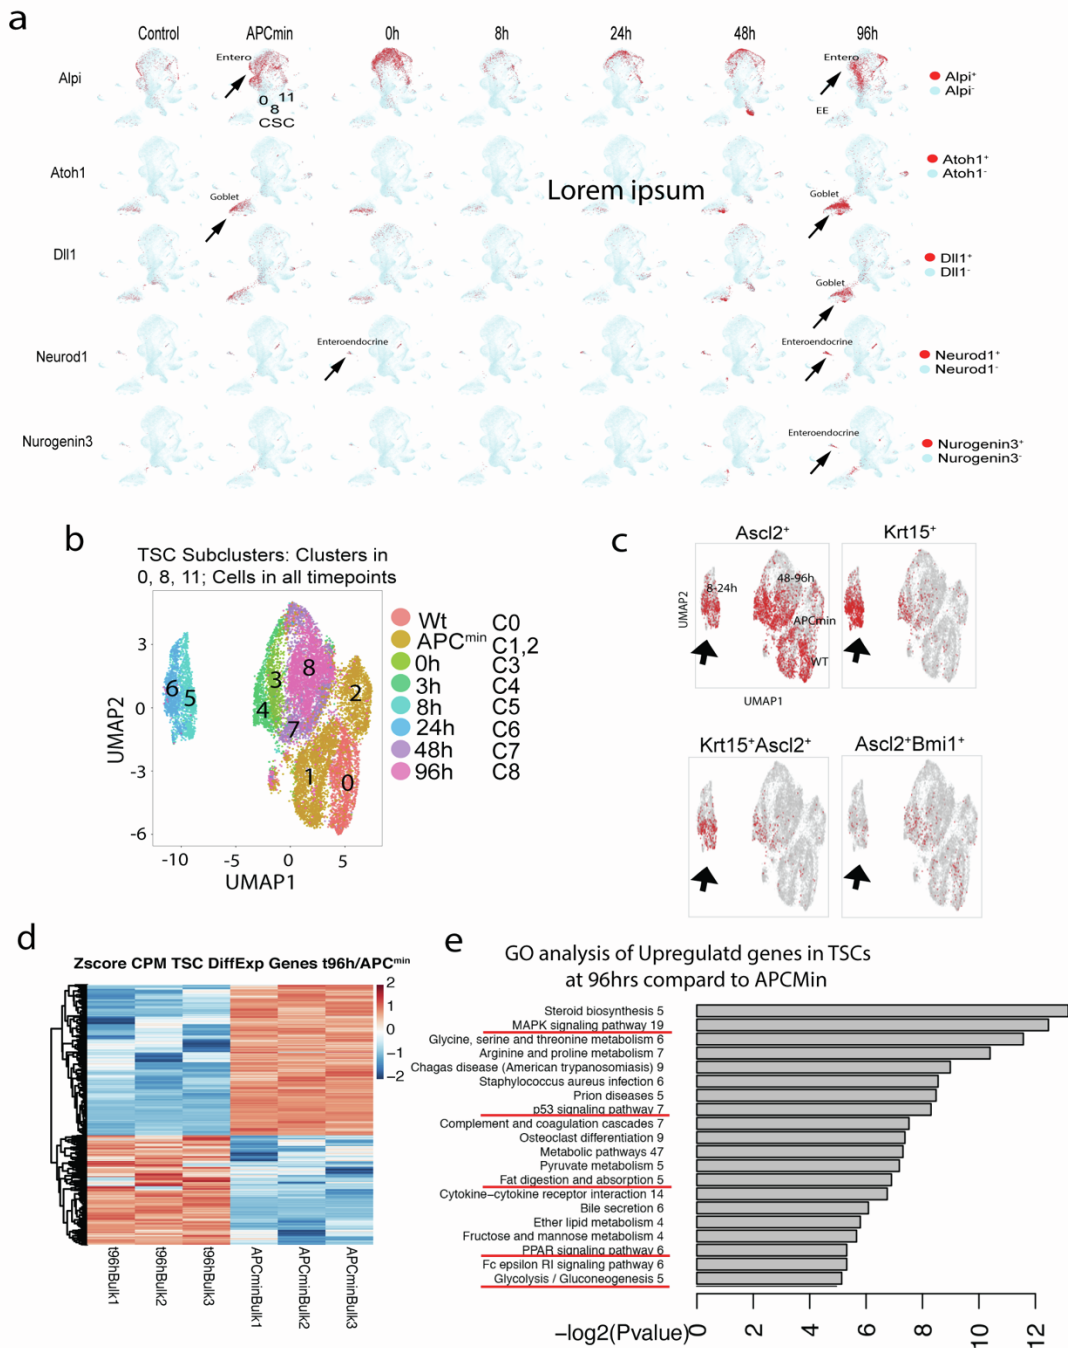 a
Control APCmin 0h 8h 24h 48h 96h
Alpi
Entero
0 8 11
CSC
Entero
EE
Alpi+
Alpi-
Atoh1
Goblet
Lorem ipsum
Goblet
Atoh1+
Atoh1-
Dll1
Goblet
Dll1+
Dll1-
Neurod1
Enteroendocrine
Enteroendocrine
Neurod1+
Neurod1-
Nurogenin3
Enteroendocrine
Nurogenin3+
Nurogenin3-
b
TSC Subclusters: Clusters in
0, 8, 11; Cells in all timepoints
UMAP2
3
0
-3
-6
-10 -5 0 5
UMAP1
6 5 3 4 8 7 2 1 0
Wt C0
APCmin C1,2
0h C3
3h C4
8h C5
24h C6
48h C7
96h C8
c
Ascl2+ Krt15+
8-24h
48-96h
APCmin
WT
UMAP2
UMAP1
Krt15+Ascl2+ Ascl2+Bmi1+
d
Zscore CPM TSC DiffExp Genes t96h/APCmin
2
1
0
-1
-2
t96hBulk1
t96hBulk2
t96hBulk3
APCminBulk1
APCminBulk2
APCminBulk3
e
GO analysis of Upregulatd genes in TSCs
at 96hrs compard to APCMin
Steroid biosynthesis 5
MAPK signaling pathway 19
Glycine, serine and threonine metabolism 6
Arginine and proline metabolism 7
Chagas disease (American trypanosomiasis) 9
Staphylococcus aureus infection 6
Prion diseases 5
p53 signaling pathway 7
Complement and coagulation cascades 7
Osteoclast differentiation 9
Metabolic pathways 47
Pyruvate metabolism 5
Fat digestion and absorption 5
Cytokine−cytokine receptor interaction 14
Bile secretion 6
Ether lipid metabolism 4
Fructose and mannose metabolism 4
PPAR signaling pathway 6
Fc epsilon RI signaling pathway 6
Glycolysis / Gluconeogenesis 5
−log2(Pvalue)
0 2 4 6 8 10 12